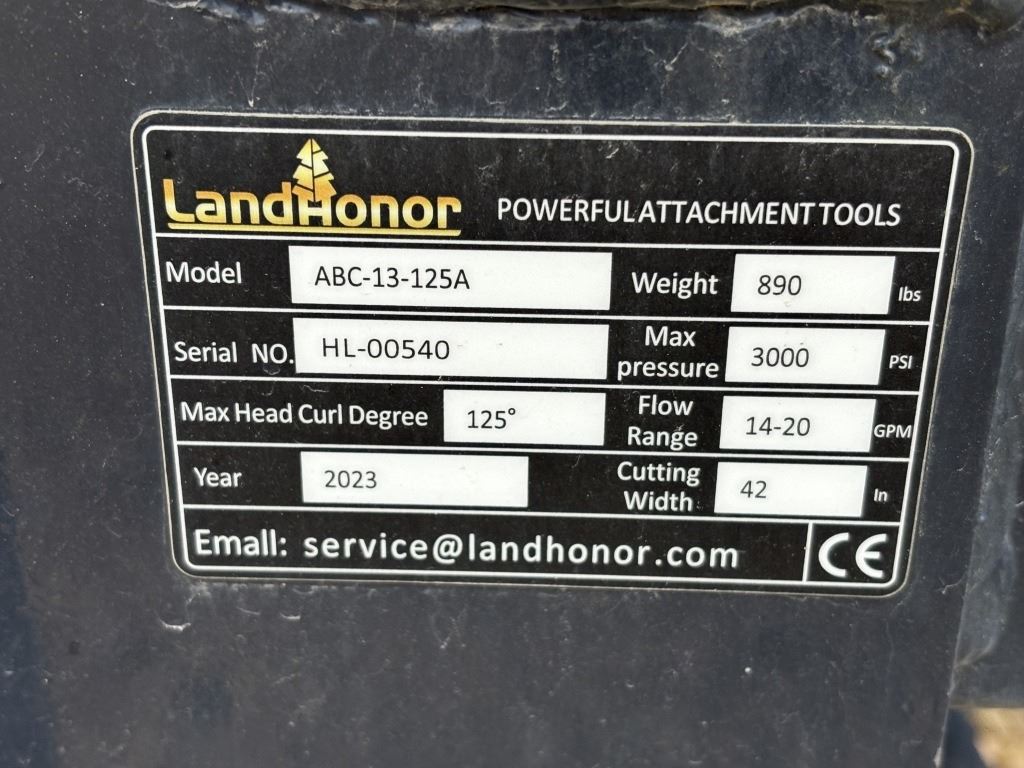 LandHonor POWERFUL ATTACHMENT TOOLS
Model ABC-13-125A Weight 890 lbs
Serial NO. HL-00540 Max pressure 3000 PSI
Max Head Curl Degree 125° Flow Range 14-20 GPM
Year 2023 Cutting Width 42 In
Emall: service@landhonor.com CE